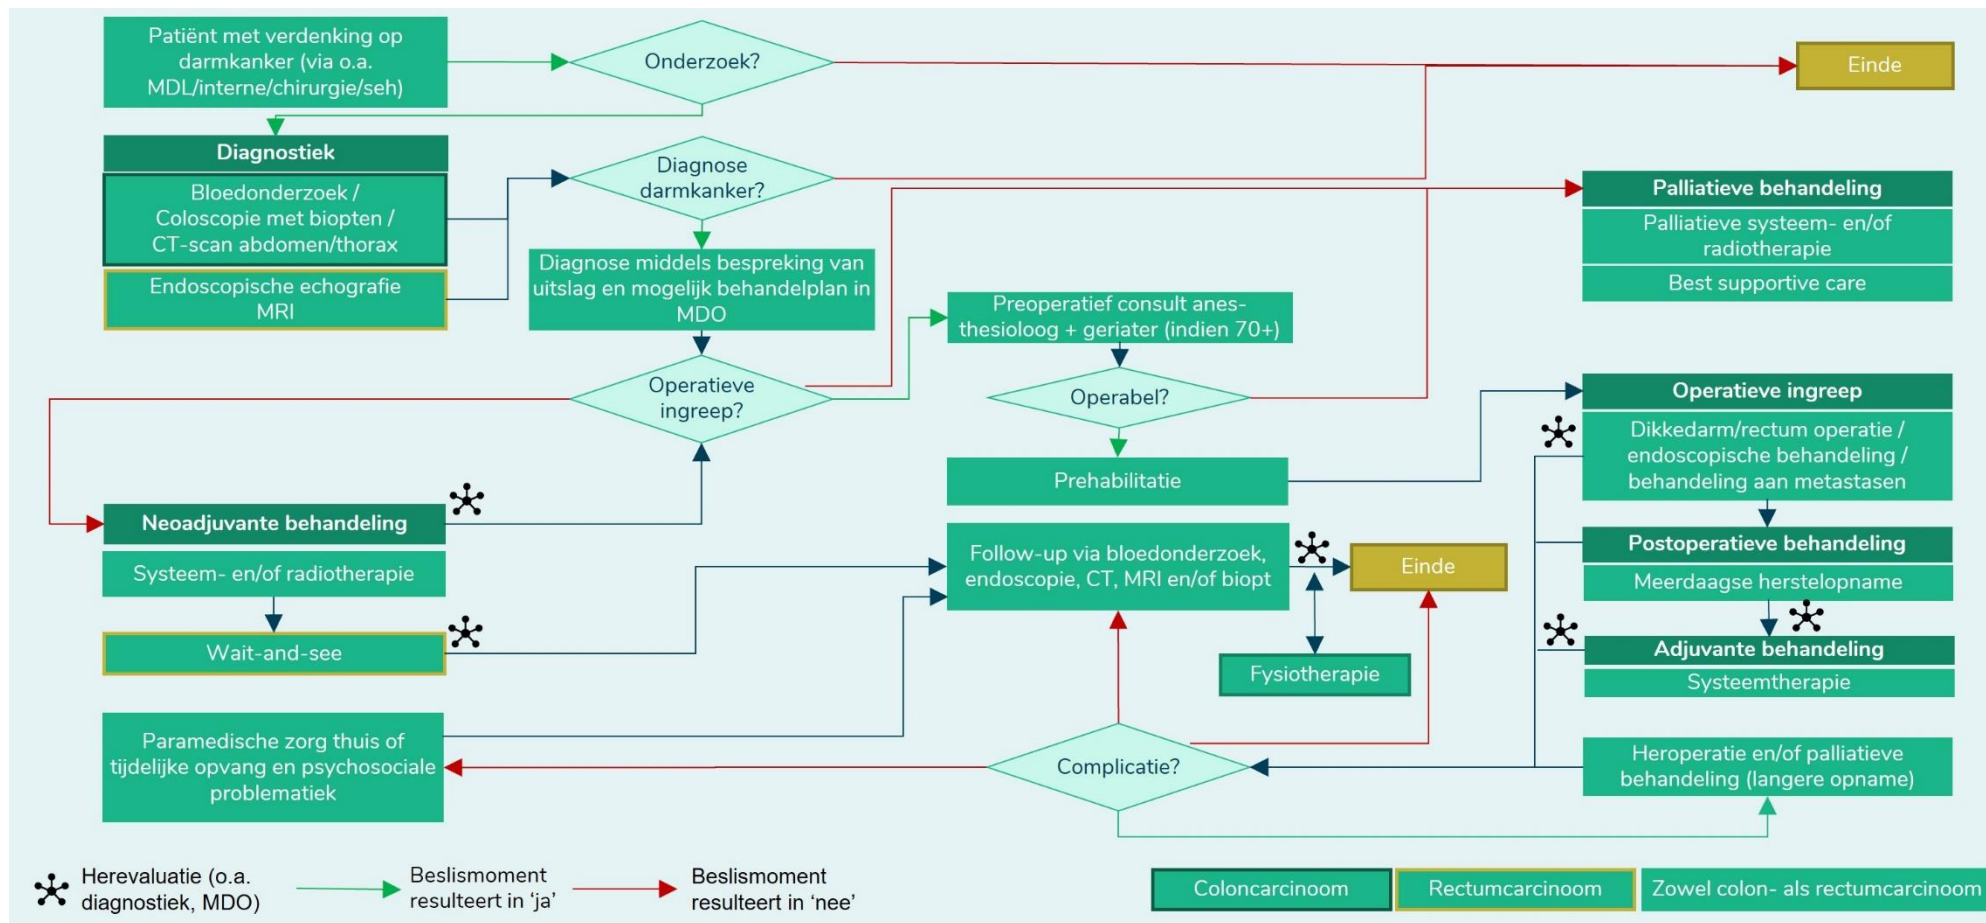 Patiënt met verdenking op
darmkanker (via o.a.
MDL/interne/chirurgie/seh)
Onderzoek?
Einde
Diagnostiek
Bloedonderzoek /
Coloscopie met biopten /
CT-scan abdomen/thorax
Endoscopische echografie
MRI
Diagnose
darmkanker?
Diagnose middels bespreking van
uitslag en mogelijk behandelplan in
MDO
Palliatieve behandeling
Palliatieve systeem- en/of
radiotherapie
Best supportive care
Preoperatief consult anes-
thesioloog + geriater (indien 70+)
Operatieve
ingreep?
Operabel?
Prehabilitatie
Operatieve ingreep
Dikkedarm/rectum operatie /
endoscopische behandeling /
behandeling aan metastasen
Neoadjuvante behandeling
Systeem- en/of radiotherapie
Wait-and-see
Follow-up via bloedonderzoek,
endoscopie, CT, MRI en/of biopt
Einde
Fysiotherapie
Postoperatieve behandeling
Meerdaagse herstelopname
Adjuvante behandeling
Systeemtherapie
Paramedische zorg thuis of
tijdelijke opvang en psychosociale
problematiek
Complicatie?
Heroperatie en/of palliatieve
behandeling (langere opname)
Herevaluatie (o.a.
diagnostiek, MDO)
Beslismoment
resulteert in ‘ja’
Beslismoment
resulteert in ‘nee’
Coloncarcinoom
Rectumcarcinoom
Zowel colon- als rectumcarcinoom